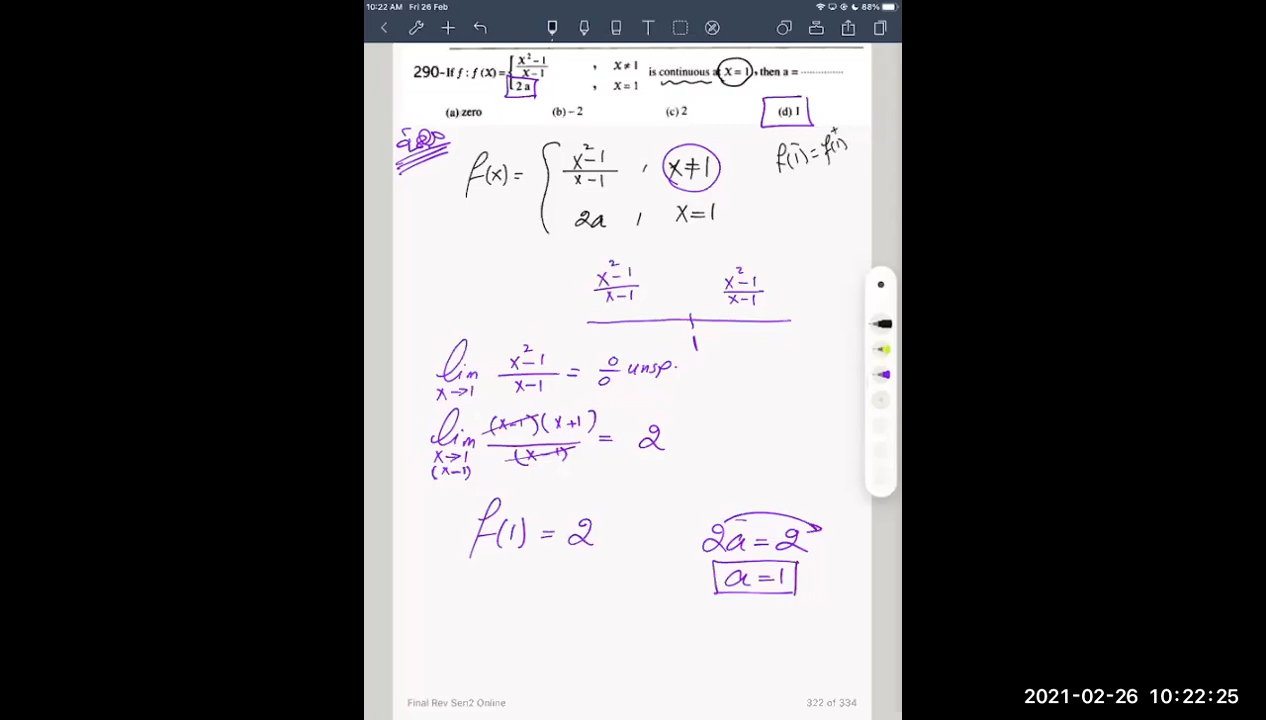 10:22 AM Fri 26 Feb 88%
290-If f : f (X) = { x² – 1 / x – 1 , X ≠ 1 is continuous at X = 1 , then a = ··············
2 a , X = 1
(a) zero (b) – 2 (c) 2 (d) 1
f(x) = { x² – 1 / x – 1 , x ≠ 1
f(1⁻) = f(1⁺)
2a , x = 1
x² – 1 / x – 1 x² – 1 / x – 1
1
lim x→1 x² – 1 / x – 1 = 0/0 unsp.
lim x→1 (x–1)(x+1) / (x–1) = 2
(x–1)
f(1) = 2 2a = 2
a = 1
Final Rev Sen2 Online 322 of 334
2021-02-26 10:22:25